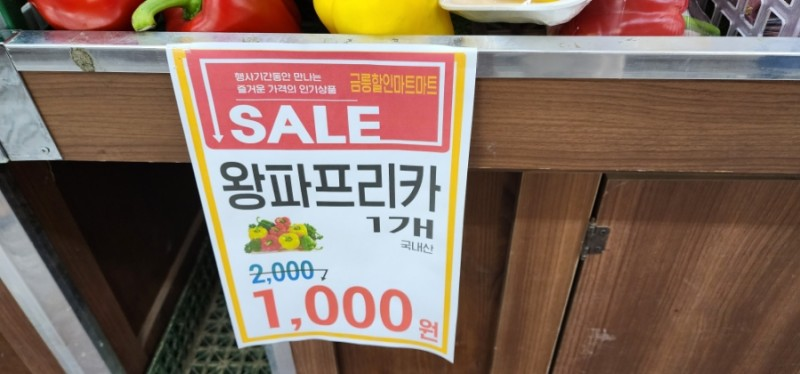 행사기간동안 만나는
즐거운 가격의 인기상품
금릉할인마트마트
SALE
왕파프리카
1개
국내산
2,000
1,000원